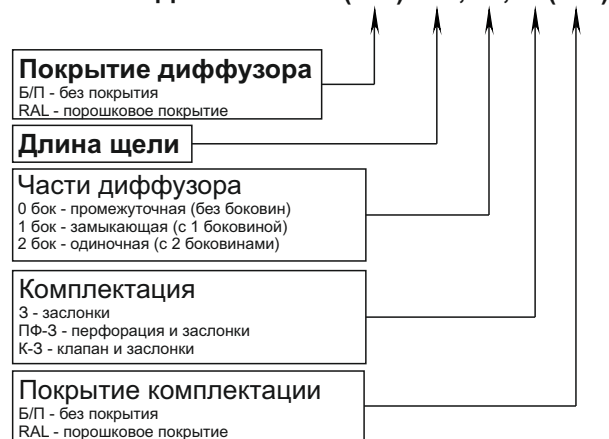 Покрытие диффузора
Б/П - без покрытия
RAL - порошковое покрытие
Длина щели
Части диффузора
0 бок - промежуточная (без боковин)
1 бок - замыкающая (с 1 боковиной)
2 бок - одиночная (с 2 боковинами)
Комплектация
З - заслонки
ПФ-З - перфорация и заслонки
К-З - клапан и заслонки
Покрытие комплектации
Б/П - без покрытия
RAL - порошковое покрытие